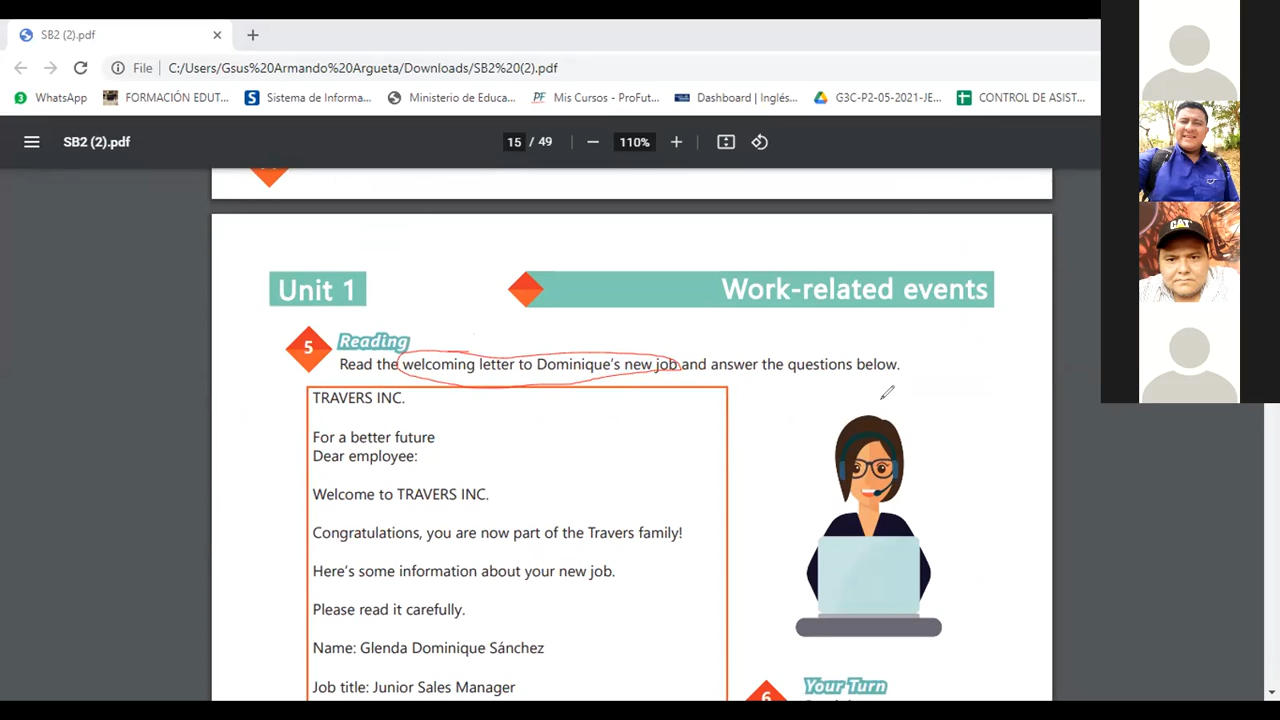 SB2 (2).pdf
File C:/Users/Gsus%20Armando%20Argueta/Downloads/SB2%20(2).pdf
WhatsApp FORMACIÓN EDUT... Sistema de Informa... Ministerio de Educa... Mis Cursos - ProFut... Dashboard | Inglés... G3C-P2-05-2021-JE... CONTROL DE ASIST...
SB2 (2).pdf 15 / 49 110%
Unit 1 Work-related events
5 Reading
Read the welcoming letter to Dominique's new job and answer the questions below.
TRAVERS INC.
For a better future
Dear employee:
Welcome to TRAVERS INC.
Congratulations, you are now part of the Travers family!
Here's some information about your new job.
Please read it carefully.
Name: Glenda Dominique Sánchez
Job title: Junior Sales Manager
6 Your Turn
CAT